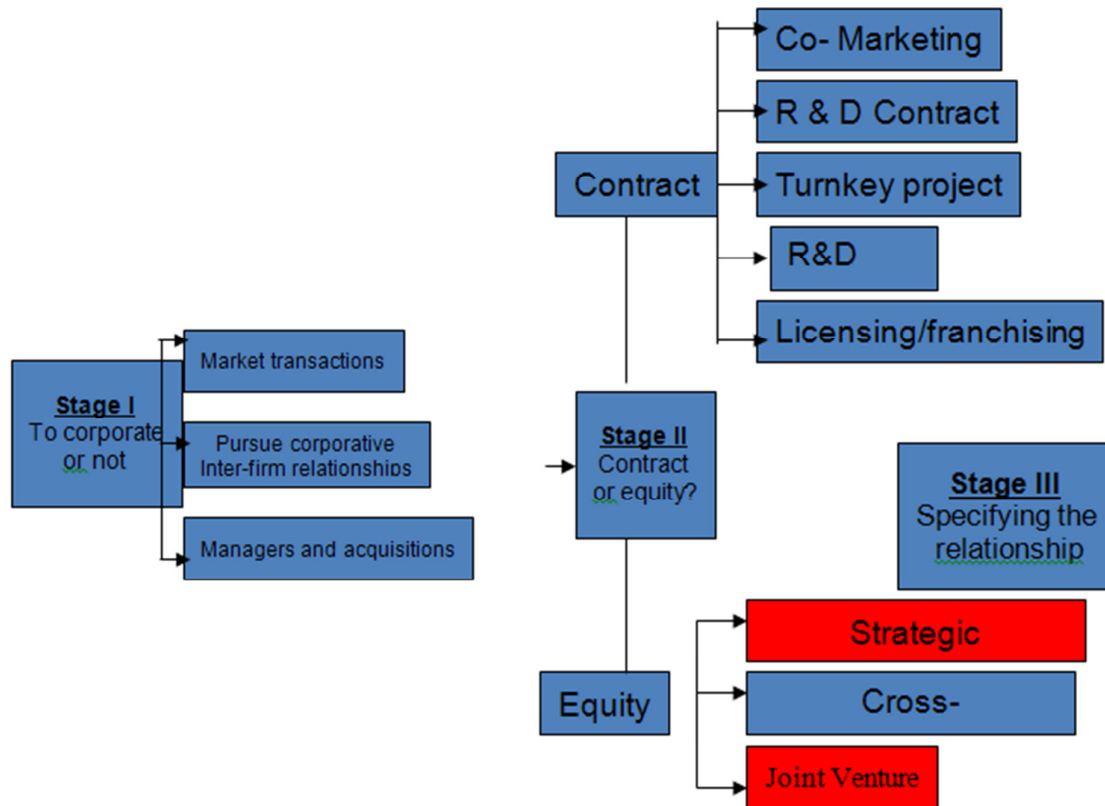 Stage I
To corporate
or not
Market transactions
Pursue corporative
Inter-firm relationships
Managers and acquisitions
Stage II
Contract
or equity?
Contract
Co- Marketing
R & D Contract
Turnkey project
R&D
Licensing/franchising
Stage III
Specifying the
relationship
Equity
Strategic
Cross-
Joint Venture